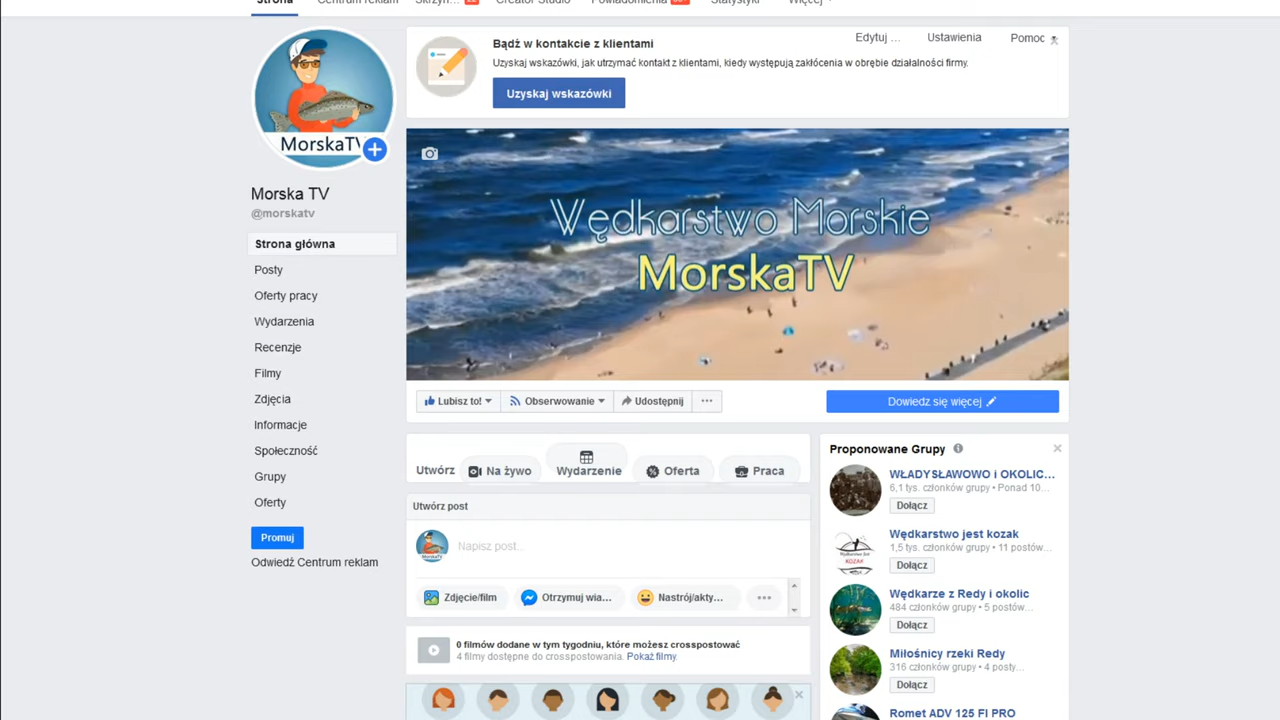 Strona Centrum reklam Skrzyn... Creator Studio Powiadomienia Statystyki Więcej
Edytuj ... Ustawienia Pomoc
Bądź w kontakcie z klientami
Uzyskaj wskazówki, jak utrzymać kontakt z klientami, kiedy występują zakłócenia w obrębie działalności firmy.
Uzyskaj wskazówki
MorskaTV
Morska TV
@morskatv
Strona główna
Posty
Oferty pracy
Wydarzenia
Recenzje
Filmy
Zdjęcia
Informacje
Społeczność
Grupy
Oferty
Promuj
Odwiedź Centrum reklam
Wędkarstwo Morskie
MorskaTV
Lubisz to! Obserwowanie Udostępnij ...
Dowiedz się więcej
Utwórz Na żywo Wydarzenie Oferta Praca
Utwórz post
Napisz post...
Zdjęcie/film Otrzymuj wia... Nastrój/akty... ...
0 filmów dodane w tym tygodniu, które możesz crosspostować
4 filmy dostępne do crosspostowania. Pokaż filmy.
Proponowane Grupy
WŁADYSŁAWOWO i OKOLIC...
6,1 tys. członków grupy • Ponad 10...
Dołącz
Wędkarstwo jest kozak
1,5 tys. członków grupy • 11 postów...
Dołącz
Wędkarze z Redy i okolic
484 członków grupy • 5 postów...
Dołącz
Miłośnicy rzeki Redy
316 członków grupy • 4 posty...
Dołącz
Romet ADV 125 FI PRO